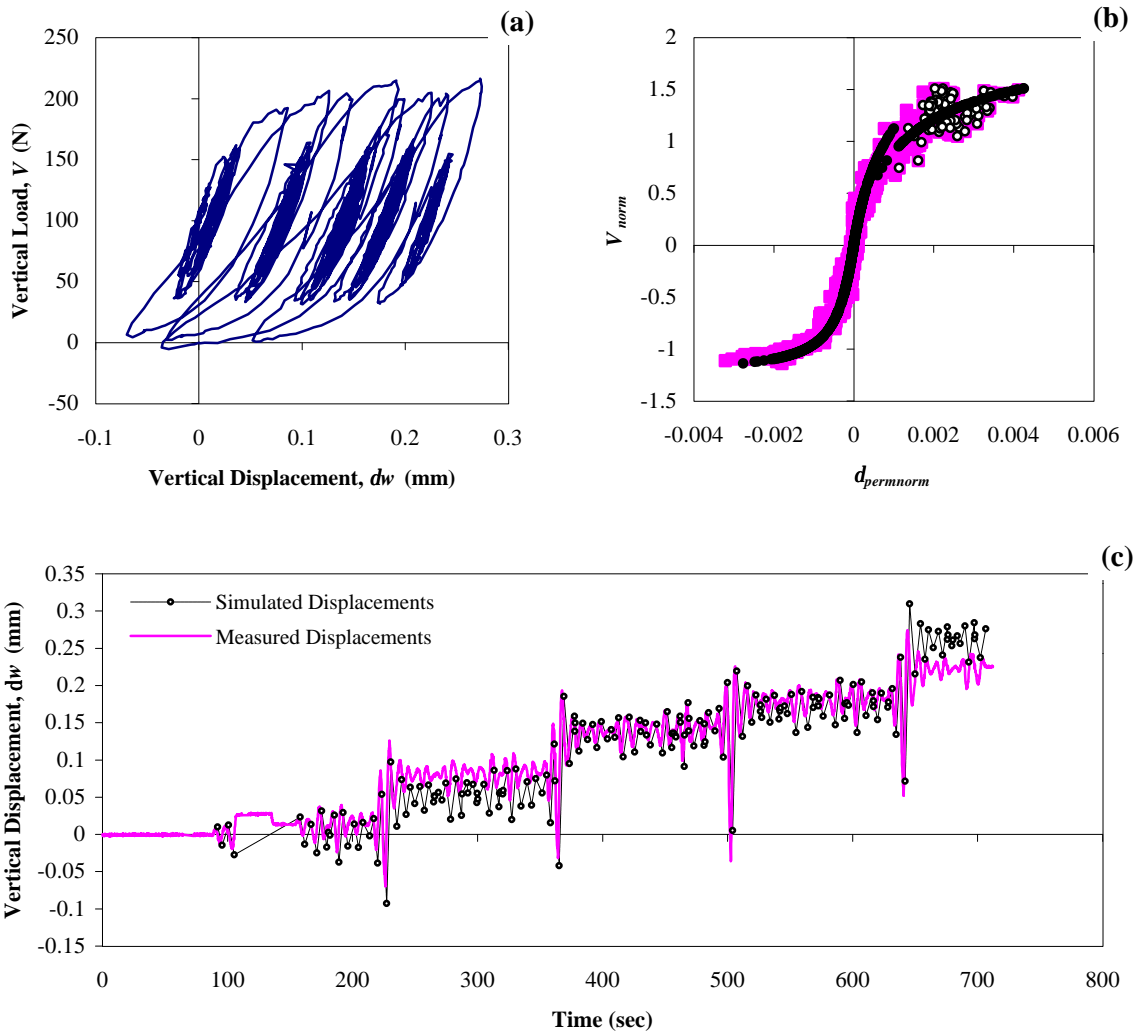 (a)
250
200
150
100
50
0
-50
-0.1 0 0.1 0.2 0.3
Vertical Load, V (N)
Vertical Displacement, dw (mm)
(b)
2
1.5
1
0.5
0
-0.5
-1
-1.5
-0.004 -0.002 0 0.002 0.004 0.006
V norm
d permnorm
(c)
0.35
0.3
0.25
0.2
0.15
0.1
0.05
0
-0.05
-0.1
-0.15
Simulated Displacements
Measured Displacements
0 100 200 300 400 500 600 700 800
Vertical Displacement, dw (mm)
Time (sec)